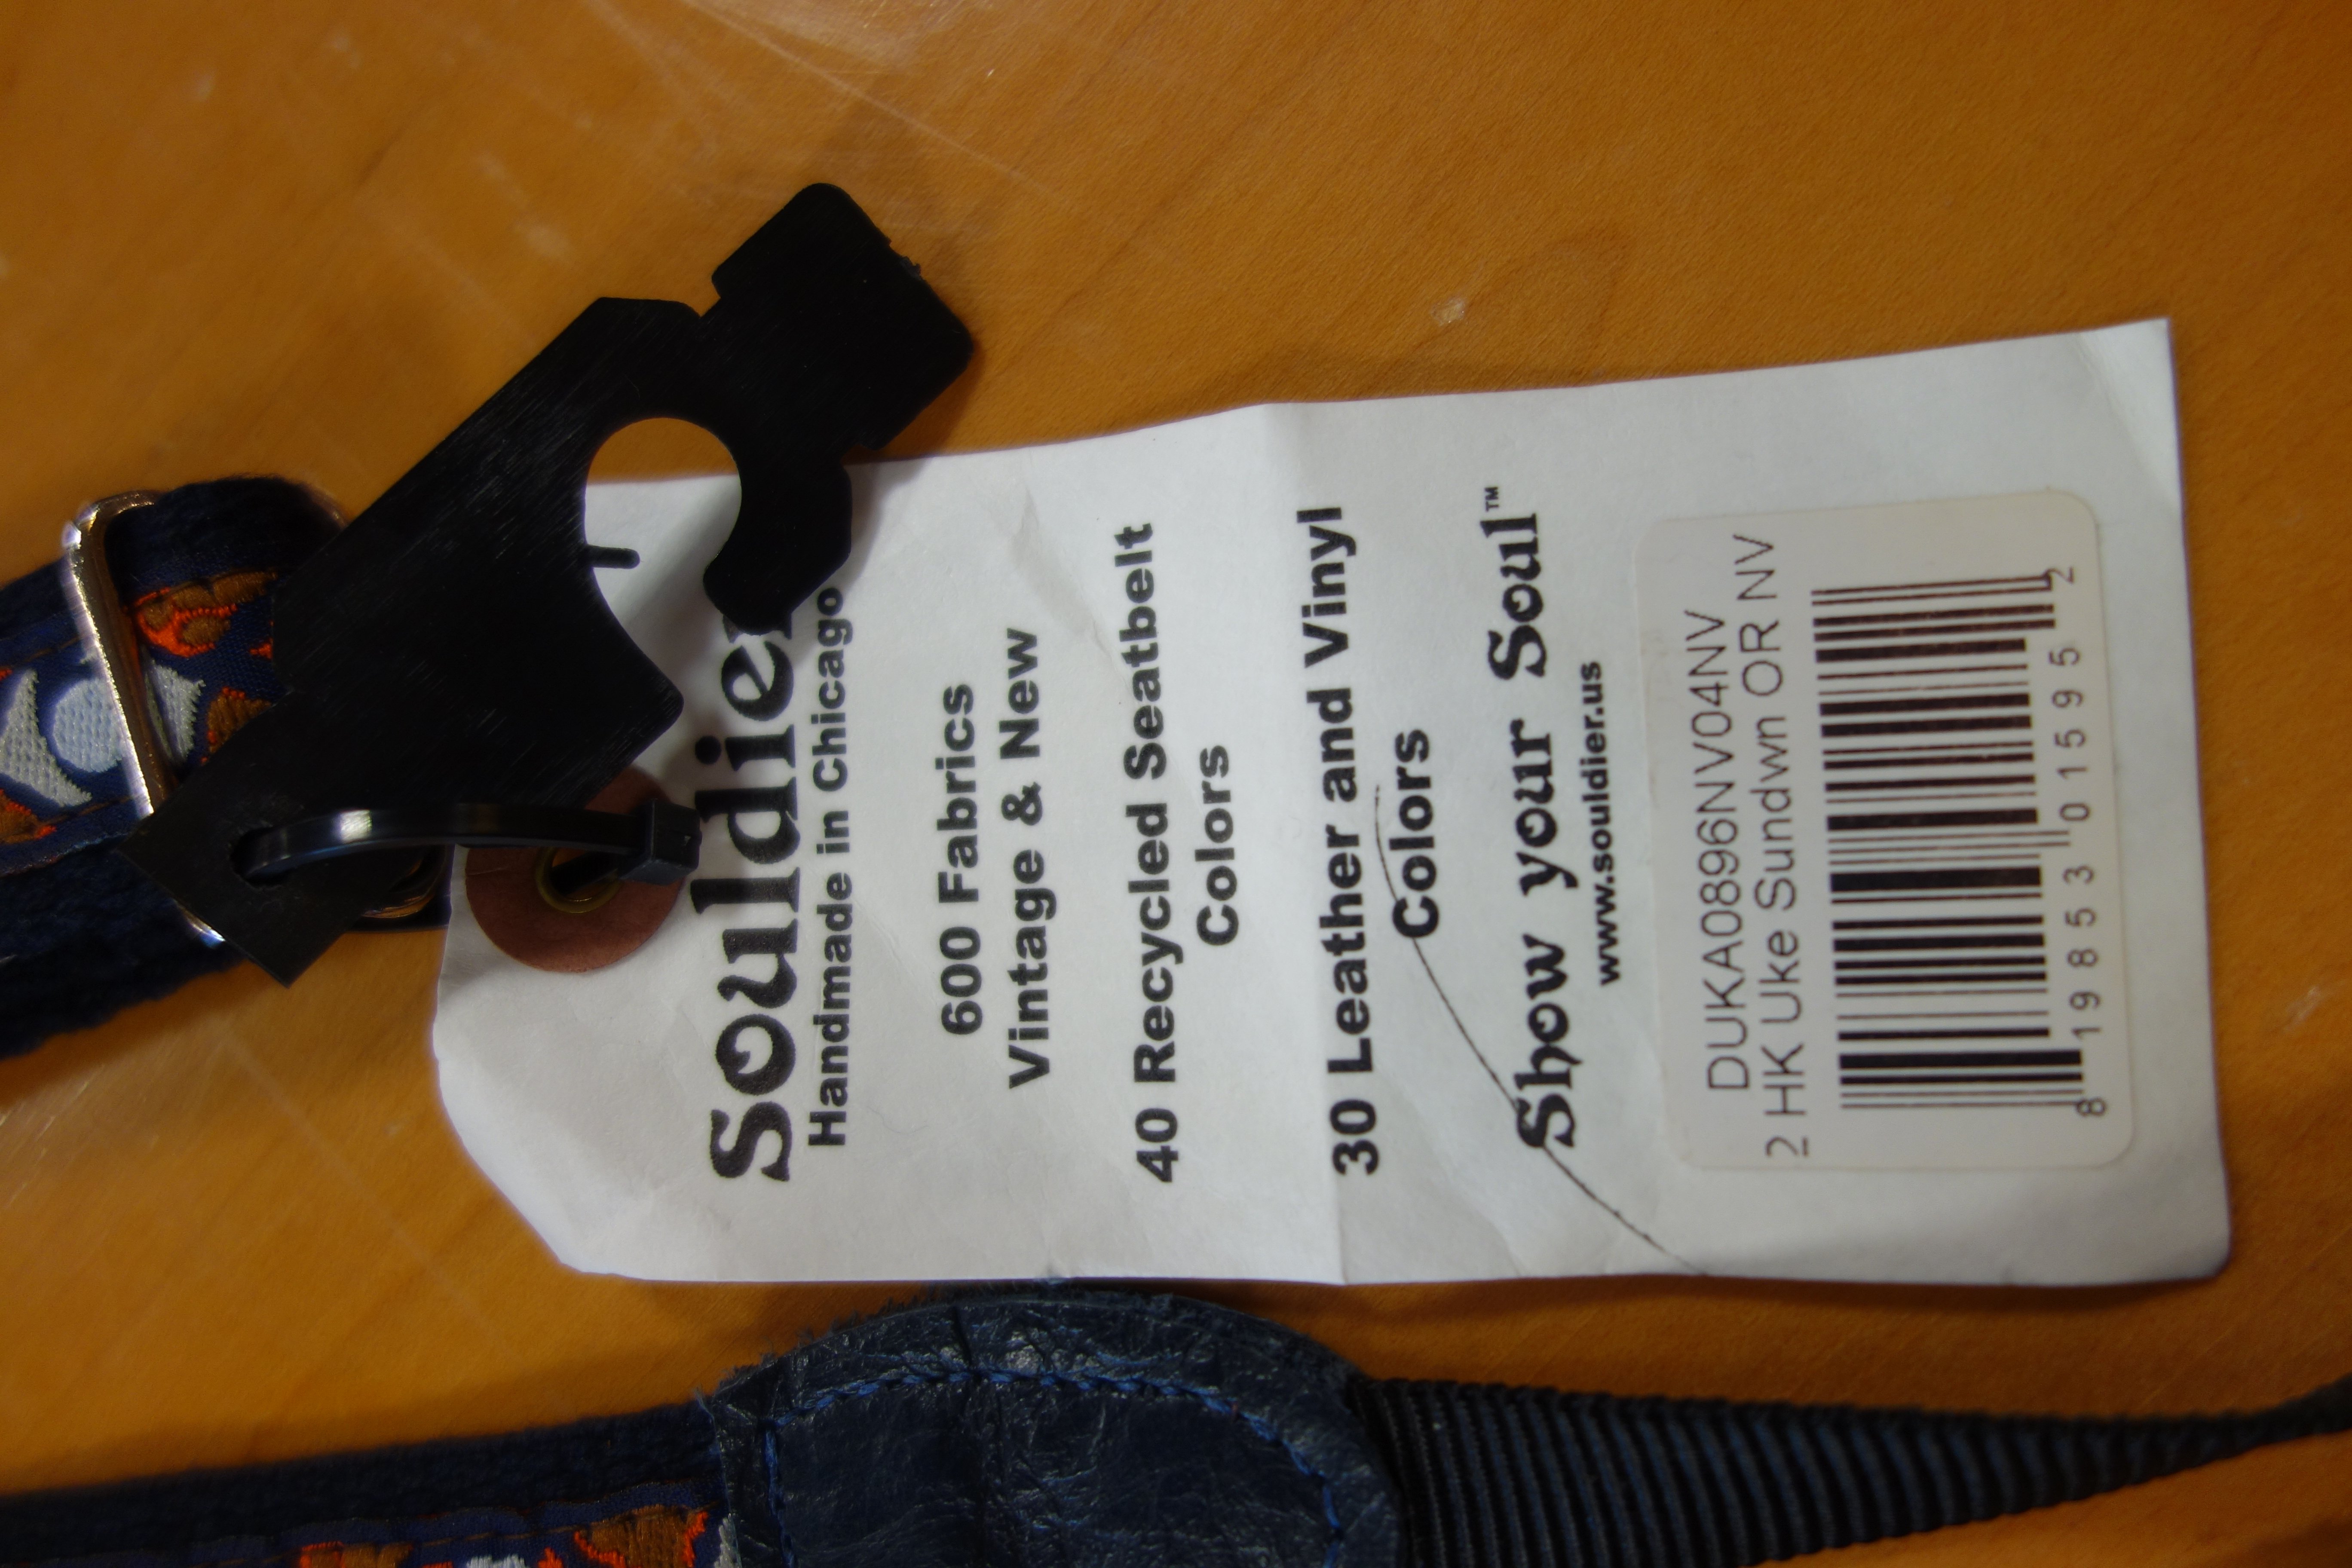 Souldier
Handmade in Chicago
600 Fabrics
Vintage & New
40 Recycled Seatbelt
Colors
30 Leather and Vinyl
Colors
Show your Soul™
www.souldier.us
DUKA0896NV04NV
2 HK Uke Sundwn OR NV
8 19853 01595 2